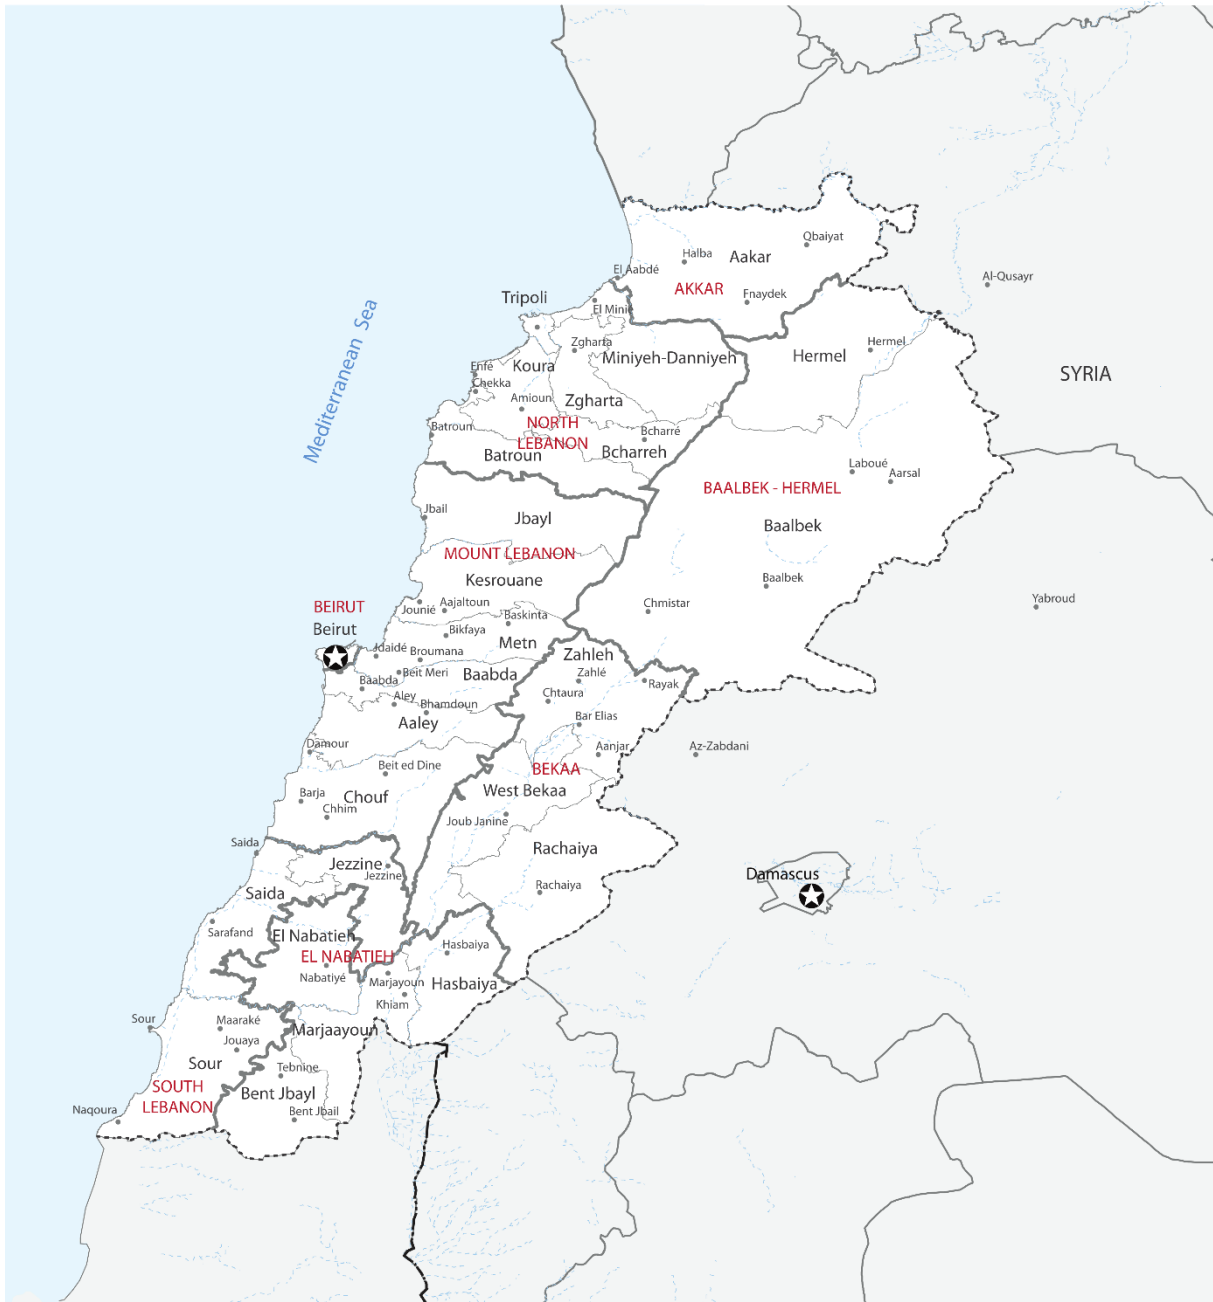 Qbaiyat
Halba
Aakar
El Aabdé
Al-Qusayr
AKKAR
Fnaydek
Tripoli
El Minie
Mediterranean Sea
Zgharta
Hermel
Miniyeh-Danniyeh
Hermel
Koura
Enfé
SYRIA
Chekka
Amioun
Zgharta
NORTH
LEBANON
Batroun
Bcharré
Batroun
Bcharreh
Laboué
Aarsal
BAALBEK - HERMEL
Jbail
Jbayl
Baalbek
MOUNT LEBANON
Kesrouane
Baalbek
Yabroud
BEIRUT
Jounié
Aajaltoun
Chmistar
Baskinta
Beirut
Bikfaya
Metn
Jdaidé
Broumana
Zahleh
Beit Meri
Baabda
Zahlé
Baabda
Rayak
Aley
Chtaura
Bhamdoun
Aaley
Bar Elias
Damour
Aanjar
Az-Zabdani
Beit ed Dine
BEKAA
West Bekaa
Barja
Chouf
Chhim
Joub Janine
Saida
Rachaiya
Jezzine
Jezzine
Damascus
Saida
Rachaiya
Sarafand
El Nabatieh
Hasbaiya
EL NABATIEH
Nabatiyé
Marjayoun
Hasbaiya
Khiam
Sour
Maaraké
Marjaayoun
Jouaya
Sour
Tebnine
SOUTH
LEBANON
Bent Jbayl
Naqoura
Bent Jbail